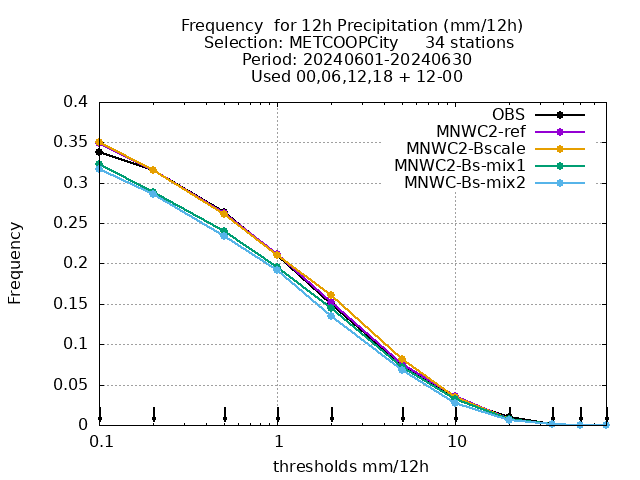 Frequency  for 12h Precipitation (mm/12h)
Selection: METCOOPCity     34 stations
Period: 20240601-20240630
Used 00,06,12,18 + 12-00
OBS
MNWC2-ref
MNWC2-Bscale
MNWC2-Bs-mix1
MNWC-Bs-mix2
0.4
0.35
0.3
0.25
0.2
0.15
0.1
0.05
0
Frequency
0.1 1 10
thresholds mm/12h